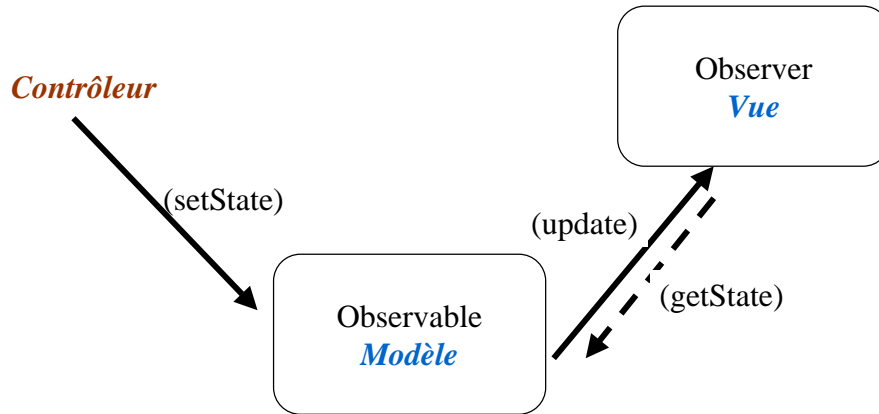 Observer
Vue
Contrôleur
(setState)
(update)
(getState)
Observable
Modèle